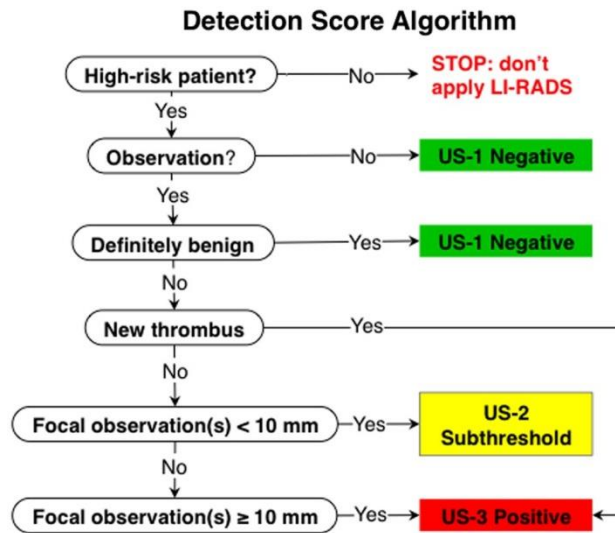 Detection Score Algorithm
High-risk patient?
No
STOP: don't
apply LI-RADS
Yes
Observation?
No
US-1 Negative
Yes
Definitely benign
Yes
US-1 Negative
No
New thrombus
Yes
No
Focal observation(s) < 10 mm
Yes
US-2
Subthreshold
No
Focal observation(s) ≥ 10 mm
Yes
US-3 Positive